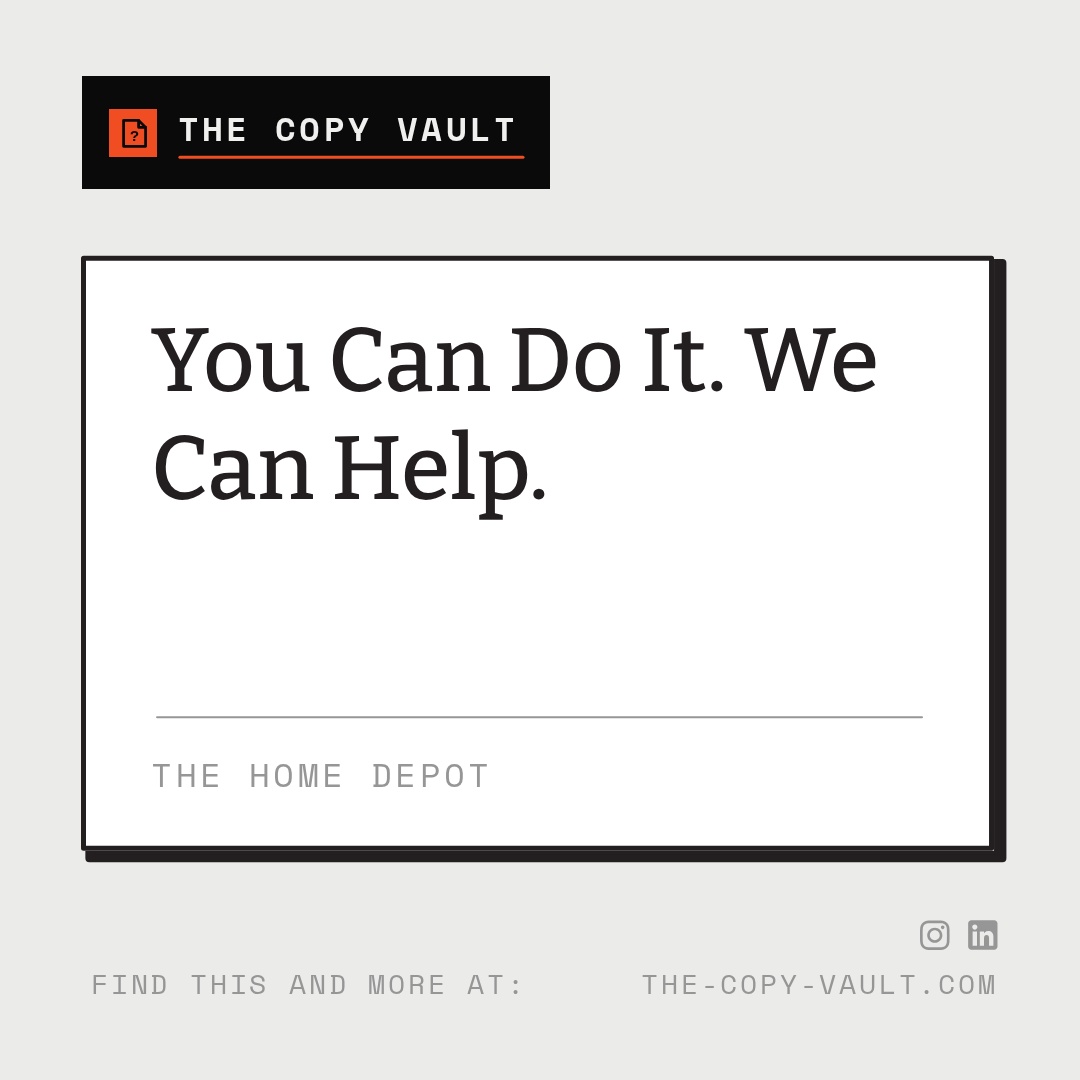 THE COPY VAULT
You Can Do It. We
Can Help.
THE HOME DEPOT
FIND THIS AND MORE AT:
THE-COPY-VAULT.COM